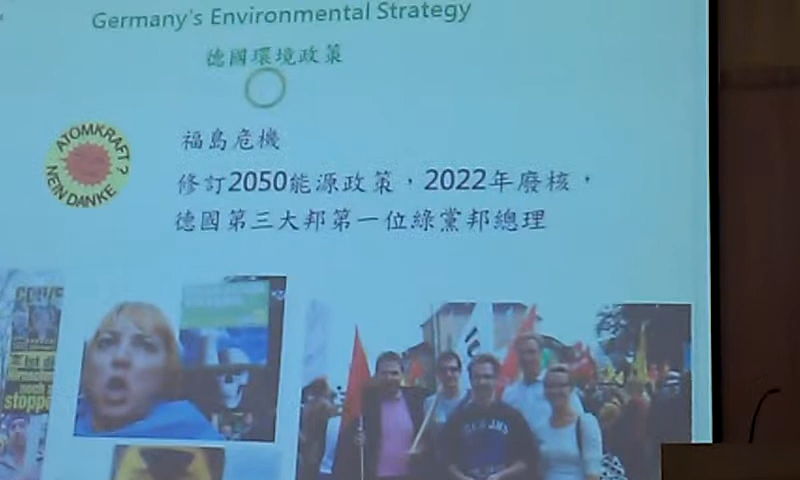 Germany's Environmental Strategy
德國環境政策
ATOMKRAFT?
NEIN DANKE
福島危機
修訂2050能源政策,2022年廢核,
德國第三大邦第一位綠黨邦總理